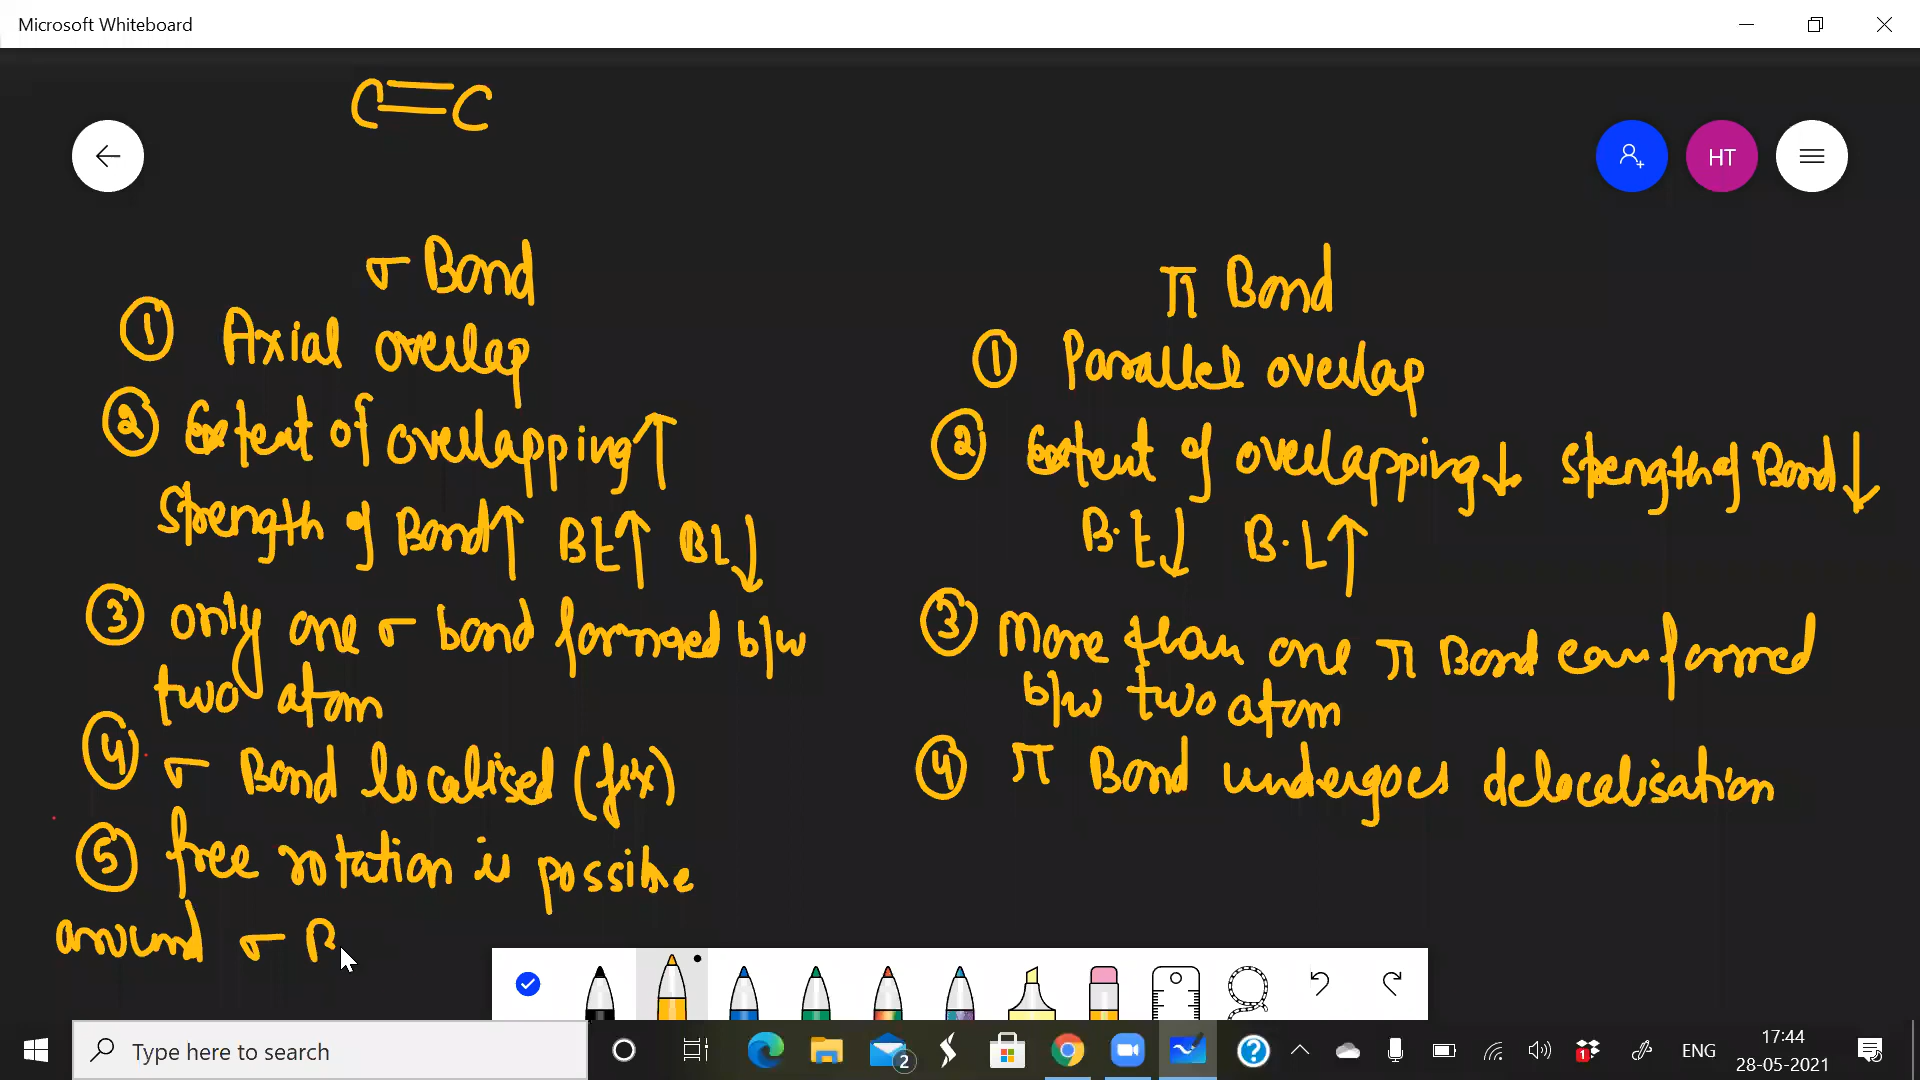 Microsoft Whiteboard
C=C
HT
σ Bond
① Axial overlap
② Extent of overlapping↑
Strength of Bond↑ BE↑ BL↓
③ only one σ bond formed b/w
two atom
④ σ Bond localised (fix)
⑤ free rotation is possible
around σ B
π Bond
① Parallel overlap
② Extent of overlapping↓ Strength of Bond↓
B.E↓ B.L↑
③ More than one π Bond can formed
b/w two atom
④ π Bond undergoes delocalisation
Type here to search
2
1
ENG
17:44
28-05-2021